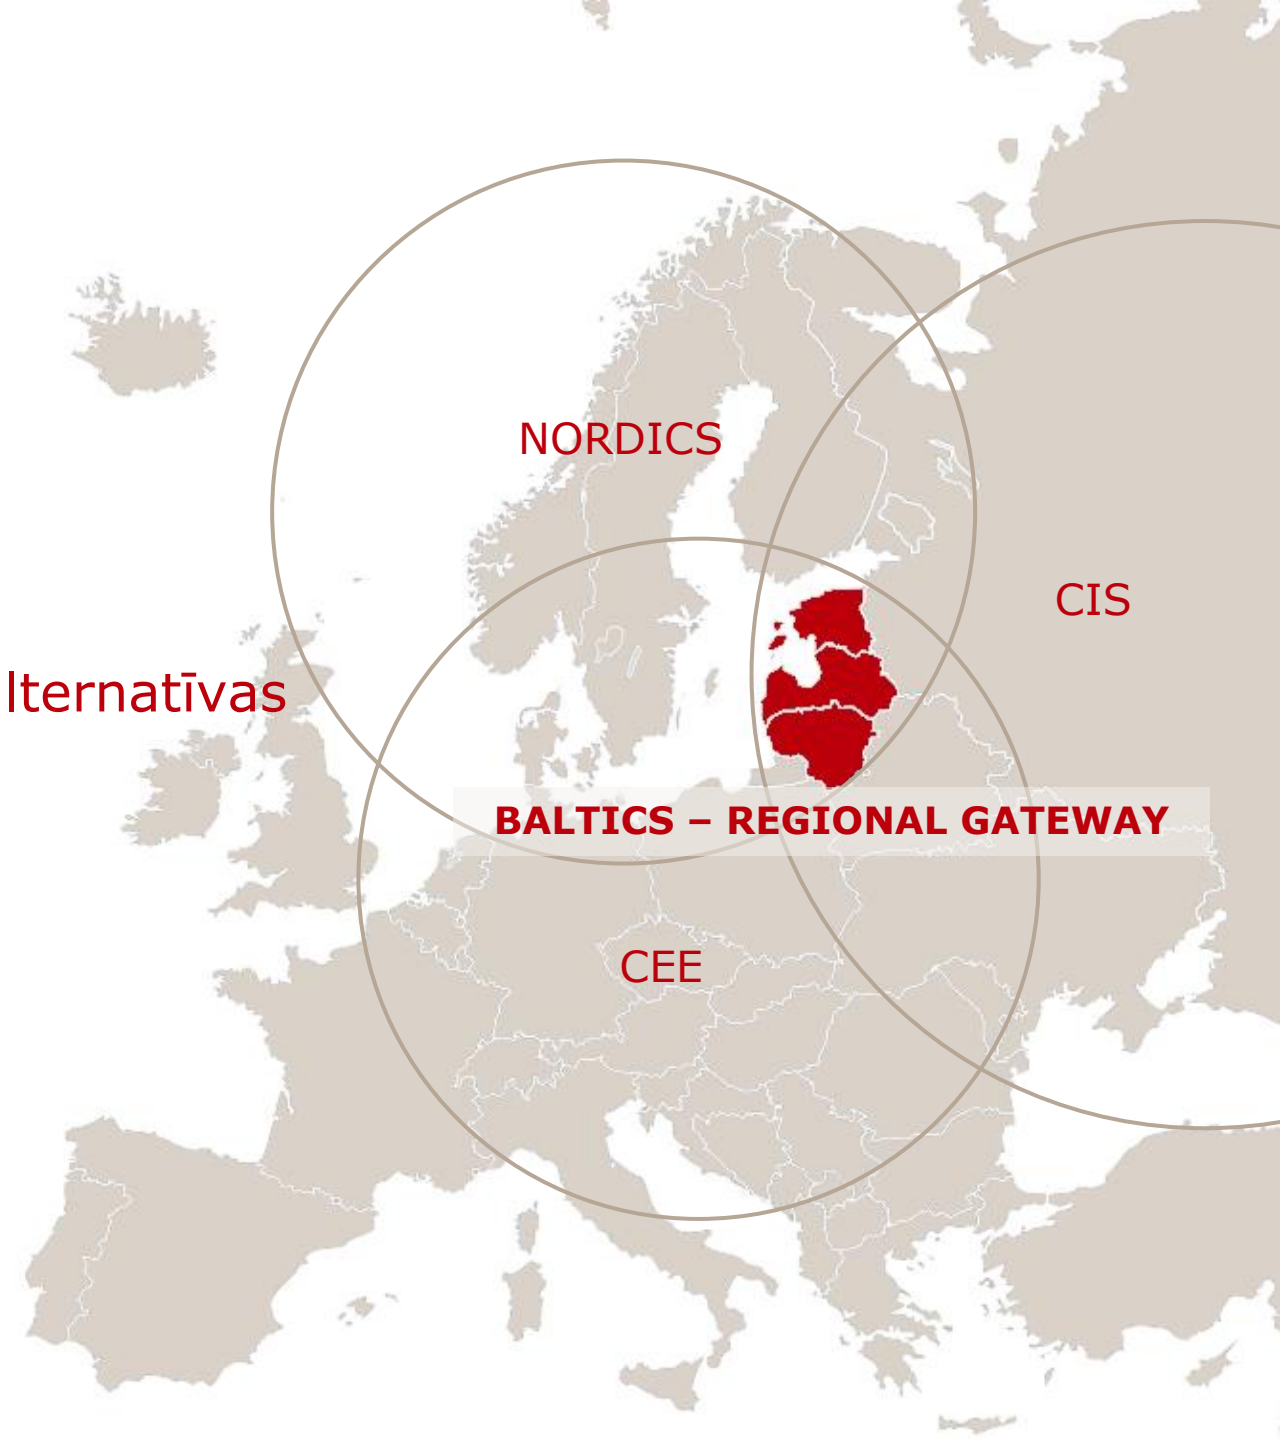 NORDICS
CIS
lternatīvas
BALTICS – REGIONAL GATEWAY
CEE